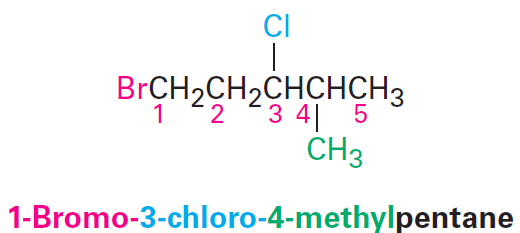 Cl
BrCH₂CH₂CHCHCH₃
1 2 3 4 5
CH₃
1-Bromo-3-chloro-4-methylpentane